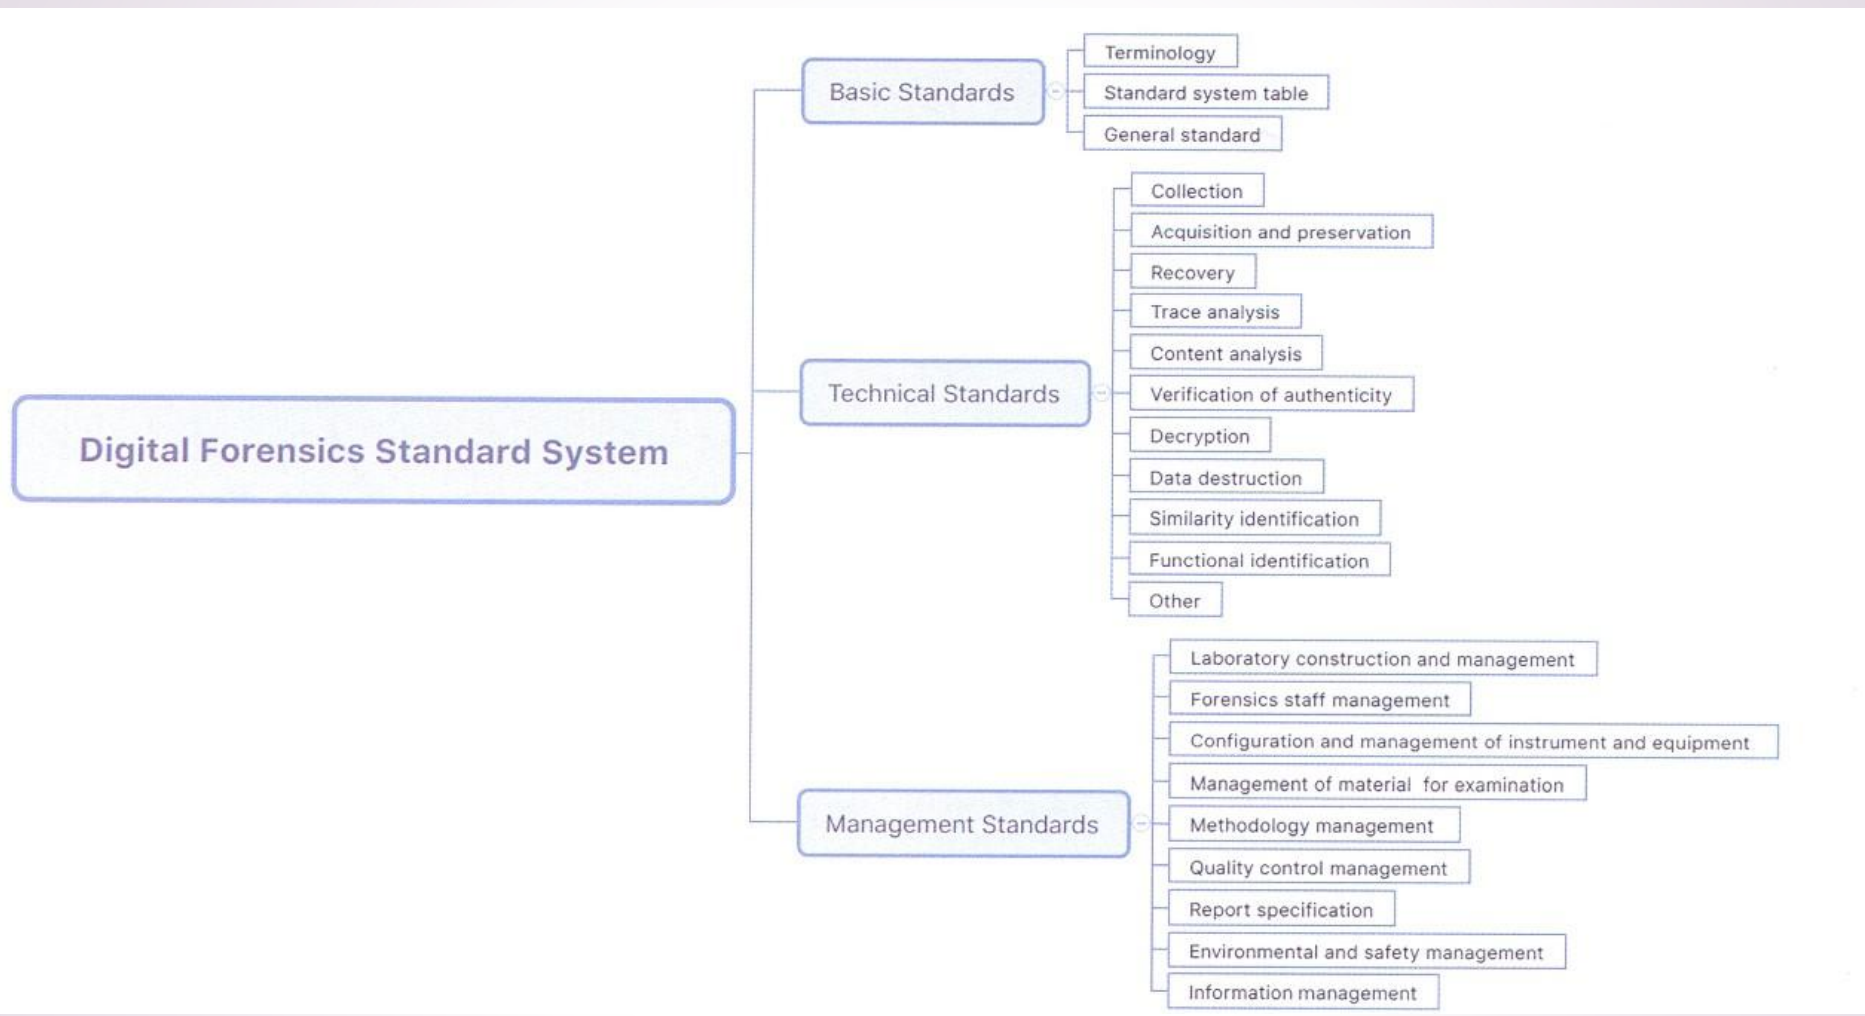 Digital Forensics Standard System
Basic Standards
Terminology
Standard system table
General standard
Technical Standards
Collection
Acquisition and preservation
Recovery
Trace analysis
Content analysis
Verification of authenticity
Decryption
Data destruction
Similarity identification
Functional identification
Other
Management Standards
Laboratory construction and management
Forensics staff management
Configuration and management of instrument and equipment
Management of material for examination
Methodology management
Quality control management
Report specification
Environmental and safety management
Information management